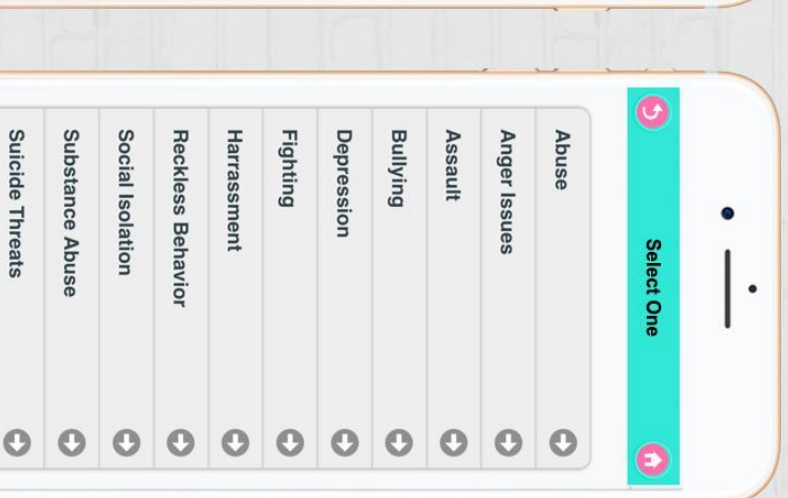 Select One
Abuse
Anger Issues
Assault
Bullying
Depression
Fighting
Harrassment
Reckless Behavior
Social Isolation
Substance Abuse
Suicide Threats